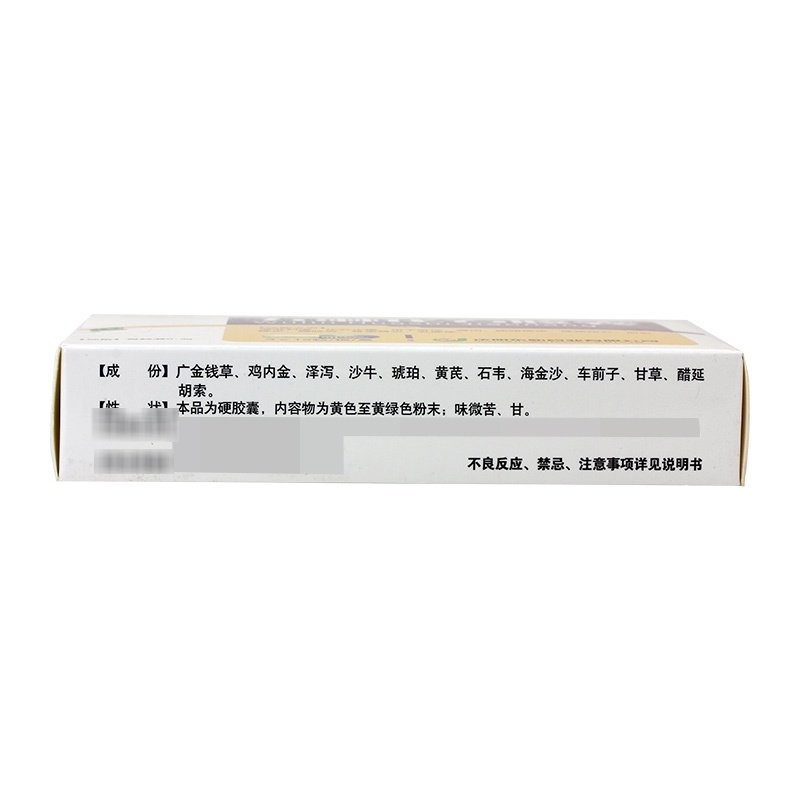 【成 份】广金钱草、鸡内金、泽泻、沙牛、琥珀、黄芪、石韦、海金沙、车前子、甘草、醋延
胡索。
【性 状】本品为硬胶囊，内容物为黄色至黄绿色粉末；味微苦、甘。
不良反应、禁忌、注意事项详见说明书